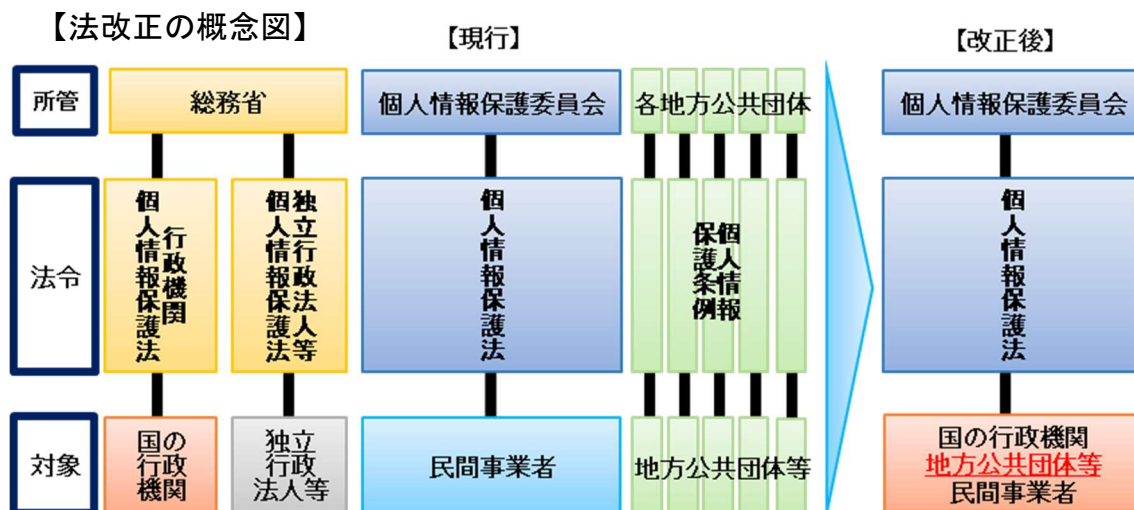 【法改正の概念図】
【現行】
【改正後】
所管
総務省
個人情報保護委員会
各地方公共団体
個人情報保護委員会
法令
行政機関
個人情報保護法
独立行政法人等
個人情報保護法
個人情報保護法
個人情報
保護条例
個人情報保護法
対象
国の
行政
機関
独立
行政
法人等
民間事業者
地方公共団体等
国の行政機関
地方公共団体等
民間事業者